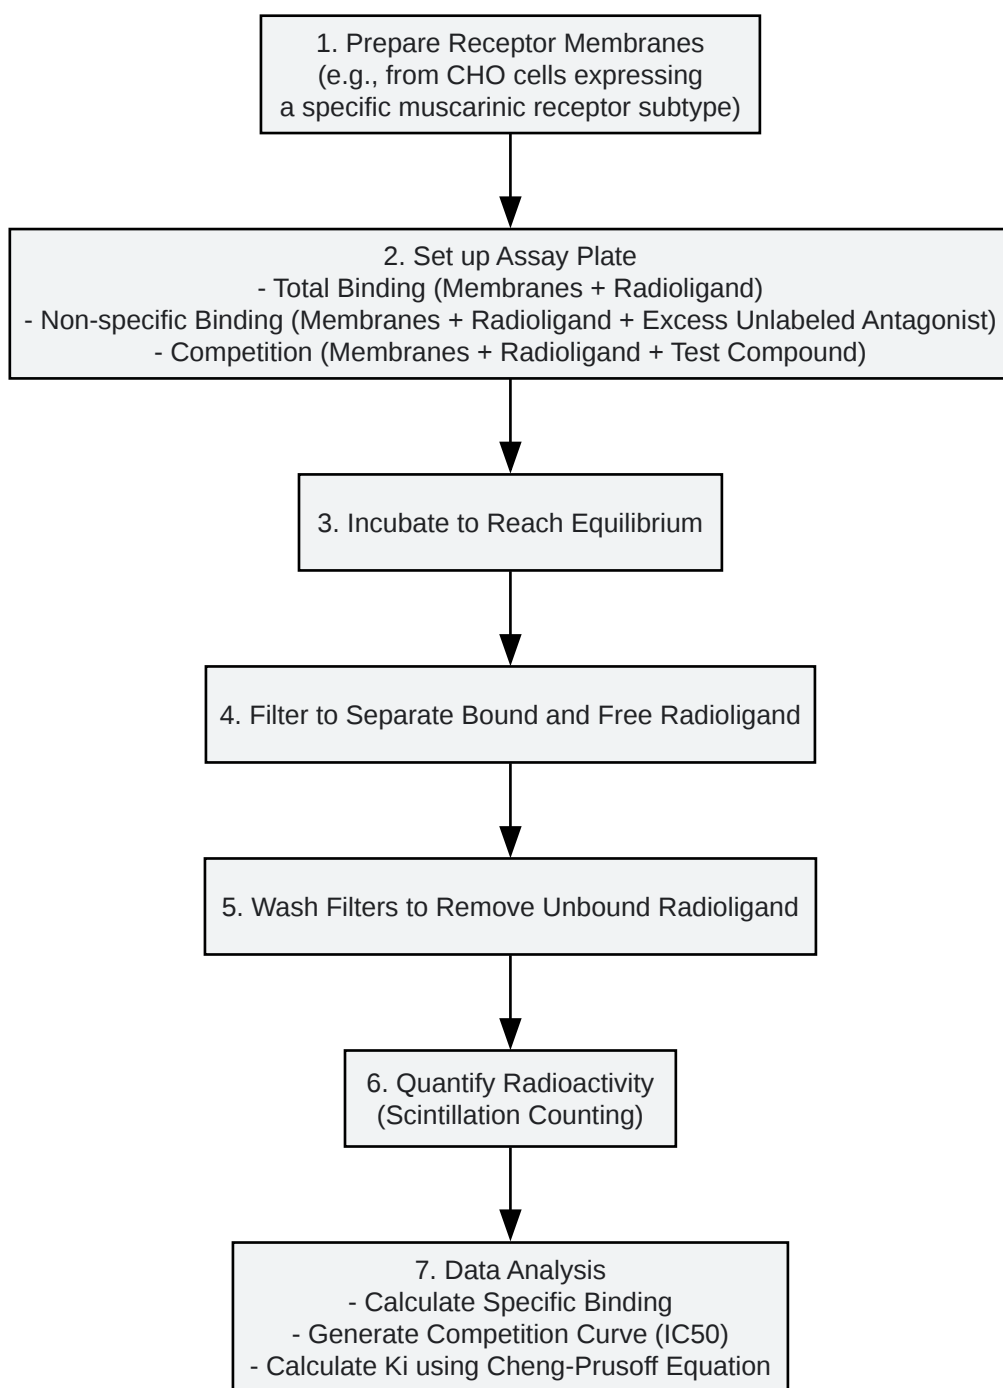 1. Prepare Receptor Membranes
(e.g., from CHO cells expressing
a specific muscarinic receptor subtype)
2. Set up Assay Plate
- Total Binding (Membranes + Radioligand)
- Non-specific Binding (Membranes + Radioligand + Excess Unlabeled Antagonist)
- Competition (Membranes + Radioligand + Test Compound)
3. Incubate to Reach Equilibrium
4. Filter to Separate Bound and Free Radioligand
5. Wash Filters to Remove Unbound Radioligand
6. Quantify Radioactivity
(Scintillation Counting)
7. Data Analysis
- Calculate Specific Binding
- Generate Competition Curve (IC50)
- Calculate Ki using Cheng-Prusoff Equation